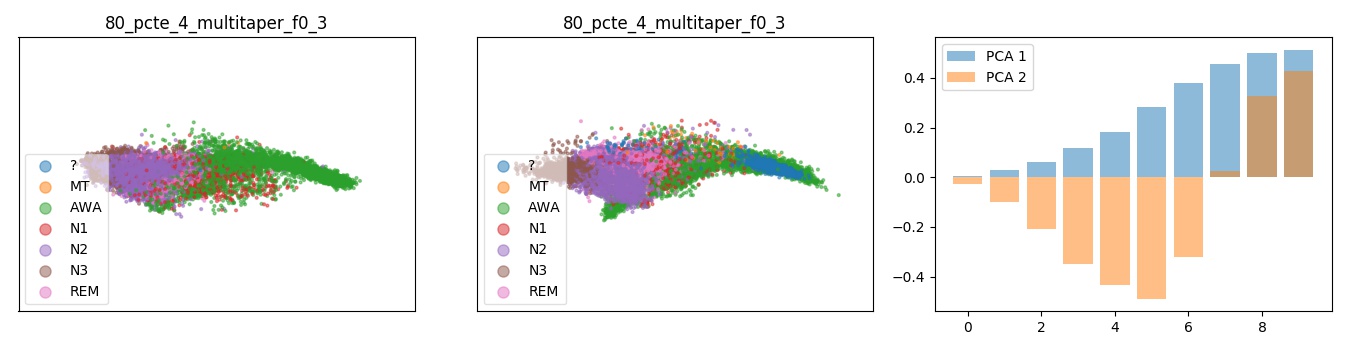 80_pcte_4_multitaper_f0_3
?
MT
AWA
N1
N2
N3
REM
80_pcte_4_multitaper_f0_3
?
MT
AWA
N1
N2
N3
REM
PCA 1
PCA 2
0.4
0.2
0.0
−0.2
−0.4
0 2 4 6 8